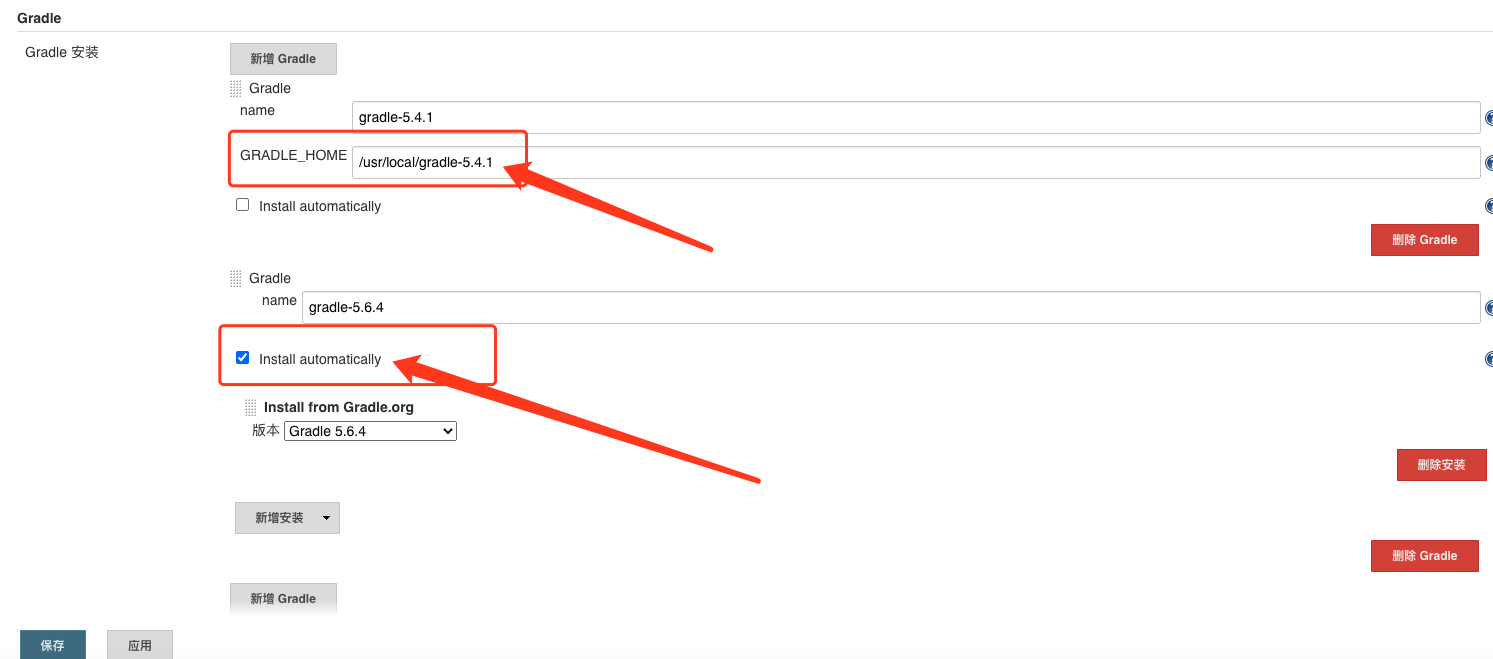 Gradle
Gradle 安装
新增 Gradle
Gradle
name
gradle-5.4.1
GRADLE_HOME
/usr/local/gradle-5.4.1
Install automatically
删除 Gradle
Gradle
name
gradle-5.6.4
Install automatically
Install from Gradle.org
版本
Gradle 5.6.4
删除安装
新增安装
删除 Gradle
新增 Gradle
保存
应用